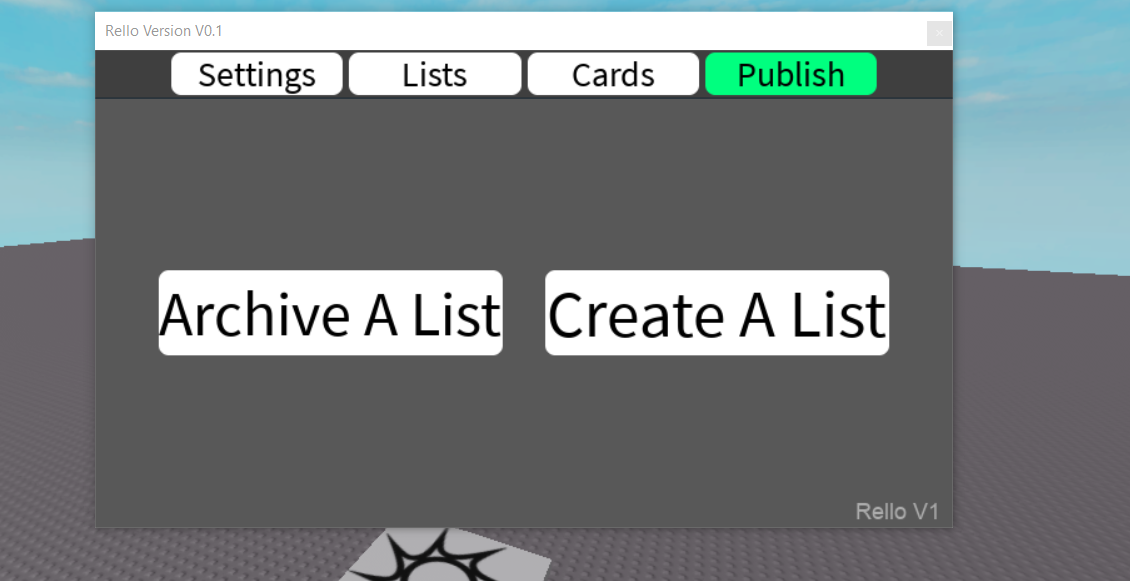 Rello Version V0.1
Settings Lists Cards Publish
Archive A List Create A List
Rello V1